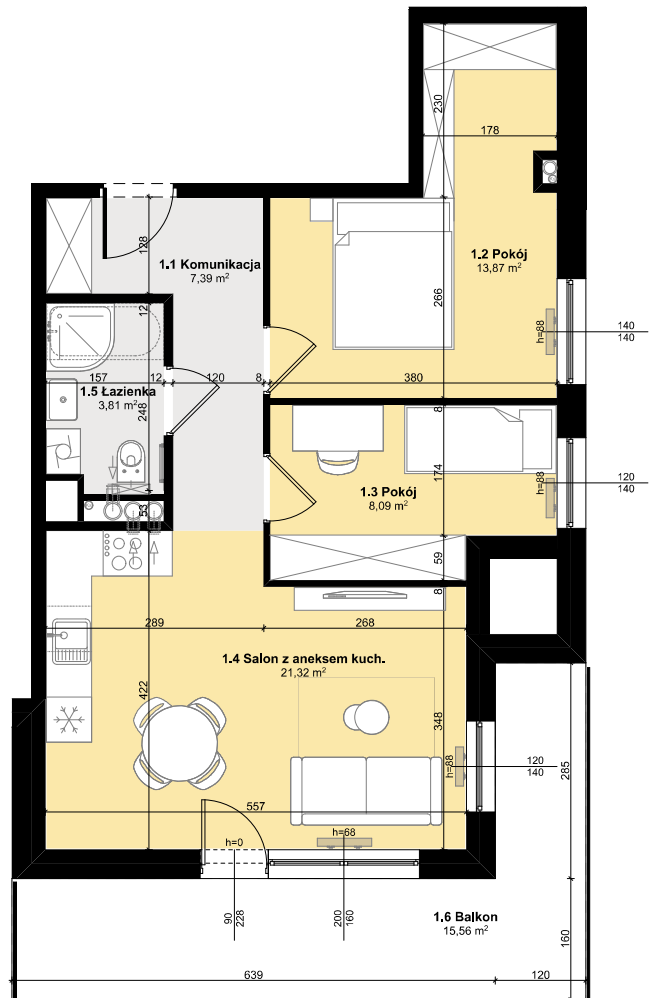 230
178
1.2 Pokój
13,87 m²
128
1.1 Komunikacja
7,39 m²
266
h=88
140
140
12
157
12
120
8
380
1.5 Łazienka
3,81 m²
248
8
174
1.3 Pokój
8,09 m²
h=88
120
140
53
59
8
289
268
1.4 Salon z aneksem kuch.
21,32 m²
422
348
h=88
120
140
285
557
h=0
h=68
90
228
200
160
1.6 Balkon
15,56 m²
160
639
120